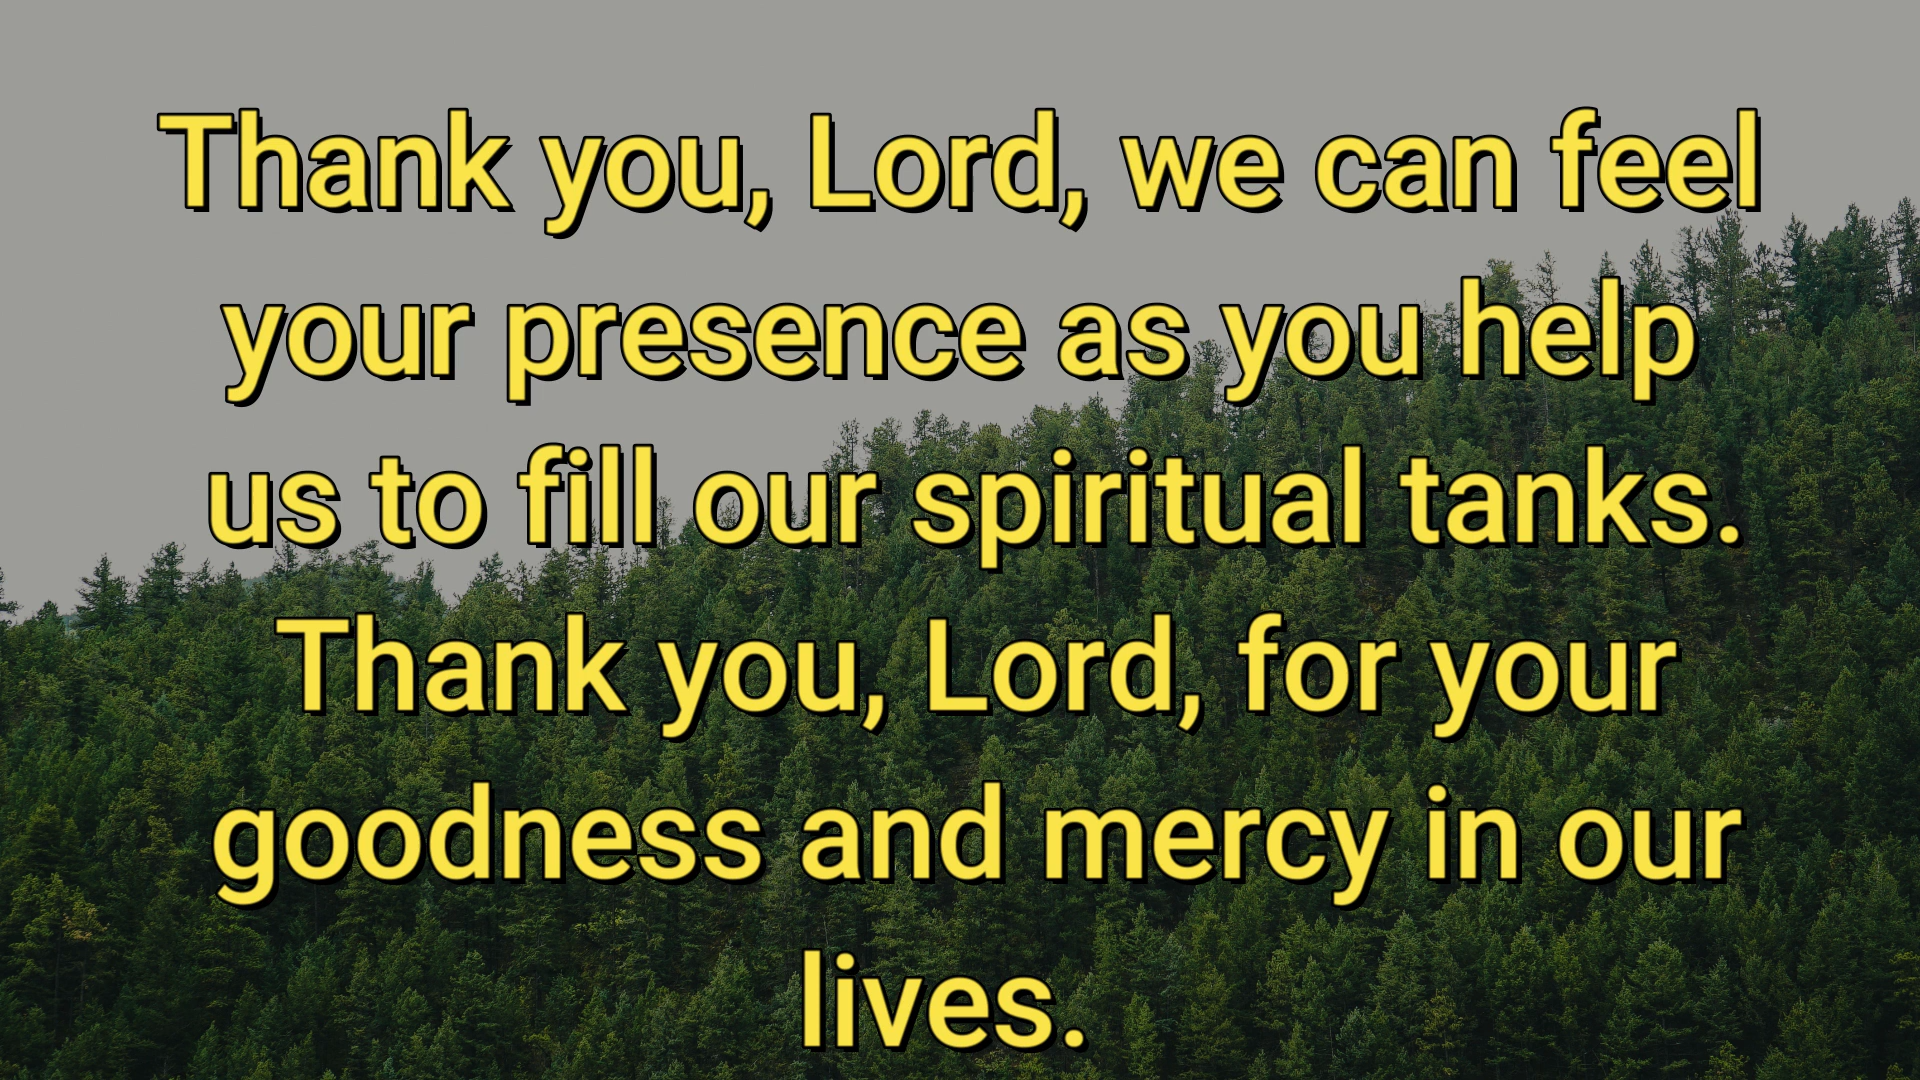 Thank you, Lord, we can feel
your presence as you help
us to fill our spiritual tanks.
Thank you, Lord, for your
goodness and mercy in our
lives.